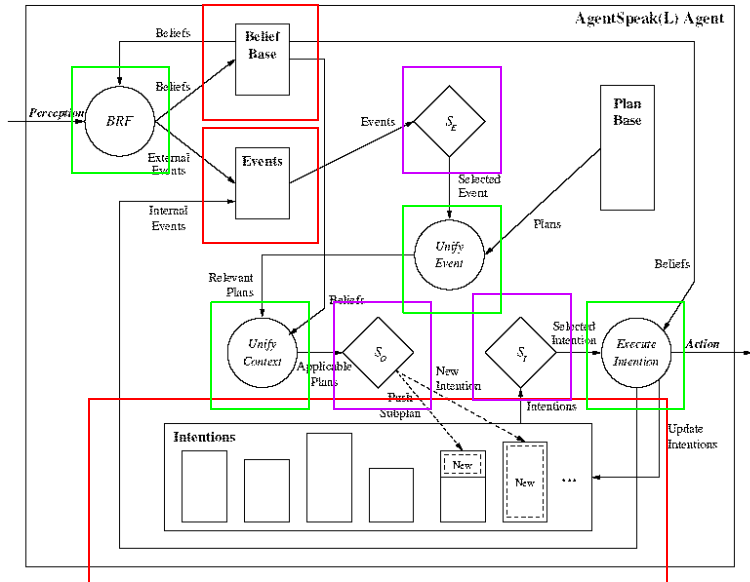 AgentSpeak(L) Agent
Beliefs
Belief
Base
Beliefs
Perception
BRF
Plan
Base
Events
S_E
External
Events
Events
Selected
Event
Internal
Events
Plans
Unify
Event
Beliefs
Relevant
Plans
Beliefs
Selected
Intention
Unify
Context
S_O
S_I
Execute
Intention
Action
Applicable
Plans
New
Intention
Push
Subplan
Intentions
Update
Intentions
Intentions
New
New
...